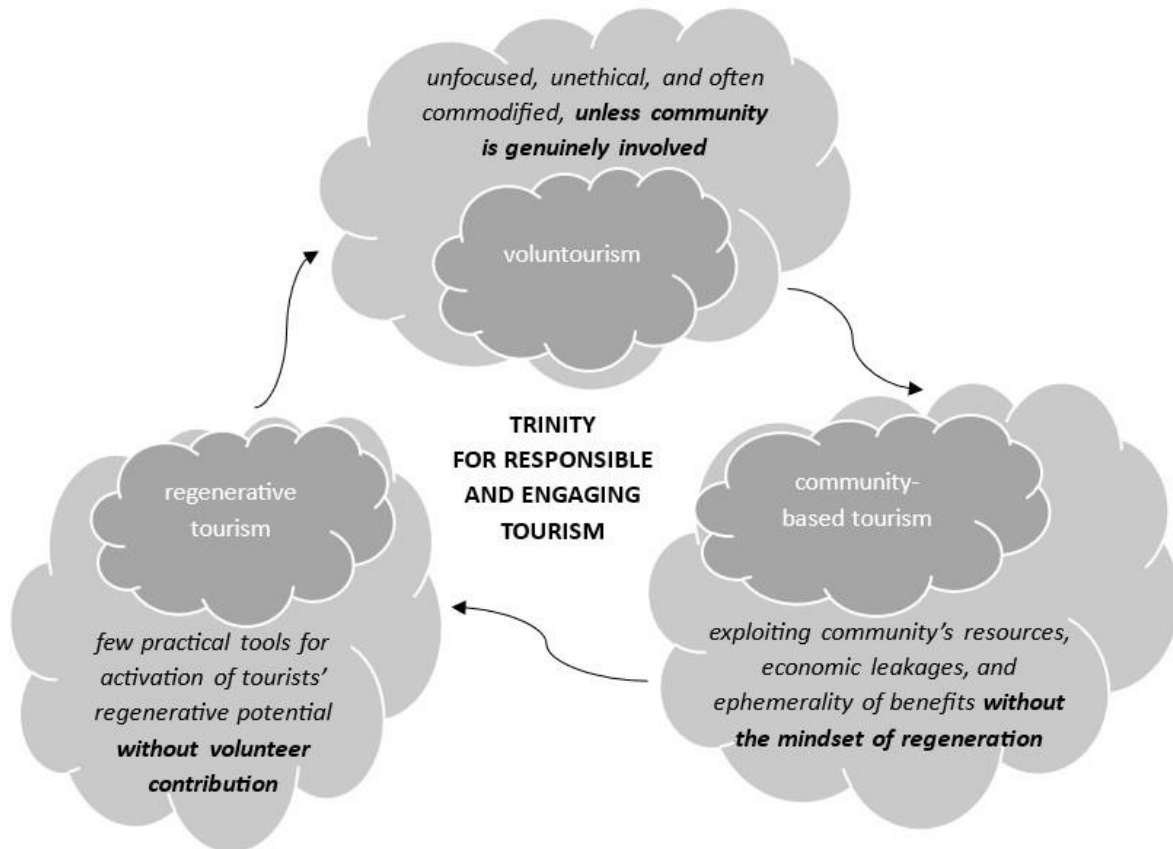 unfocused, unethical, and often
commodified, unless community
is genuinely involved
voluntourism
TRINITY
FOR RESPONSIBLE
AND ENGAGING
TOURISM
regenerative
tourism
few practical tools for
activation of tourists’
regenerative potential
without volunteer
contribution
community-
based tourism
exploiting community’s resources,
economic leakages, and
ephemerality of benefits without
the mindset of regeneration